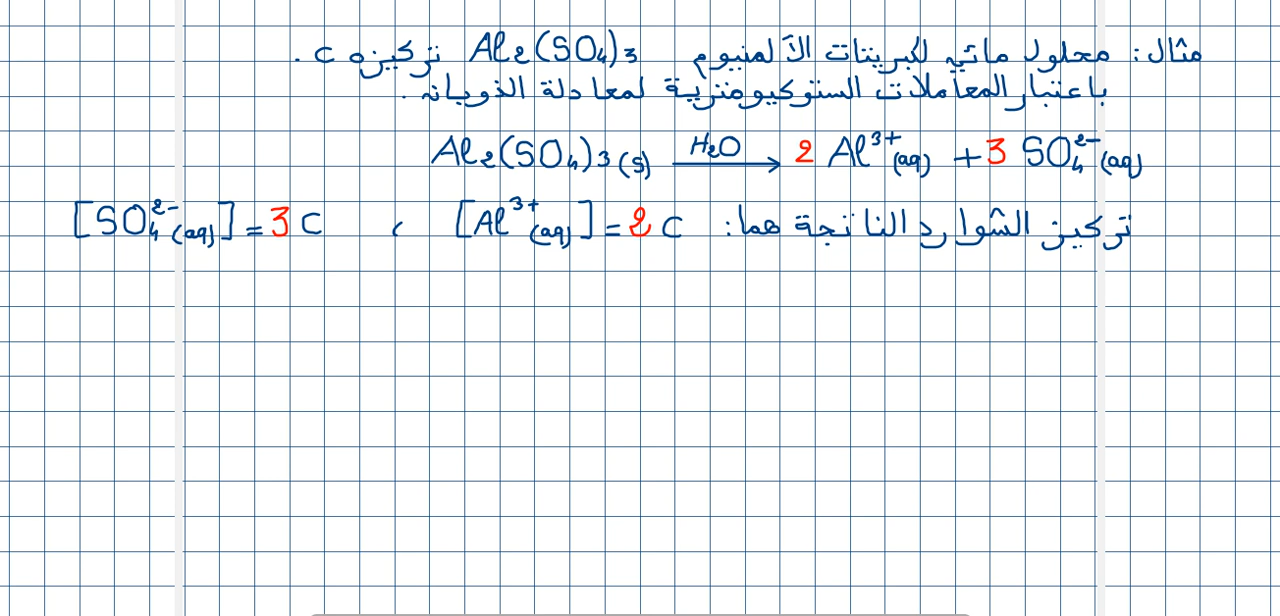 مثال: محلول مائي لكبريتات الألمنيوم Al₂(SO₄)₃ تركيزه c .
باعتبار المعاملات الستوكيومترية لمعادلة الذوبان .
Al₂(SO₄)₃(s) —H₂O→ 2 Al³⁺(aq) + 3 SO₄²⁻(aq)
تركيز الشوارد الناتجة هما: [Al³⁺(aq)] = 2 C ، [SO₄²⁻(aq)] = 3 C